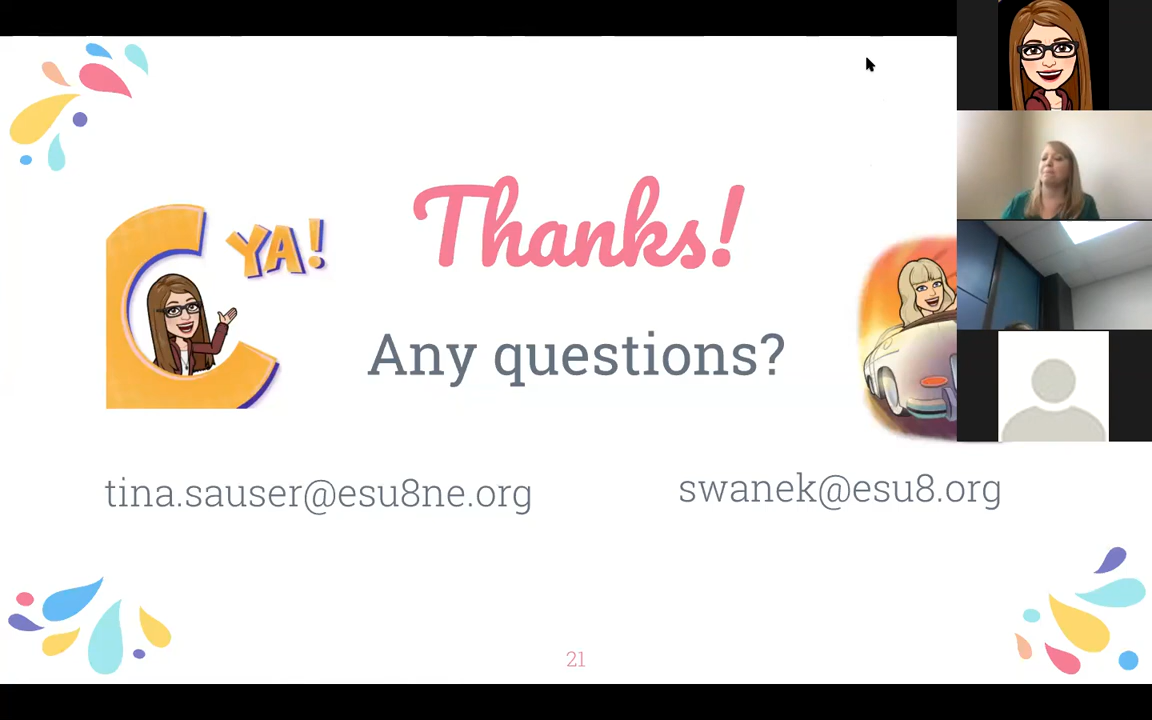 C
YA!
Thanks!
Any questions?
tina.sauser@esu8ne.org
swanek@esu8.org
21